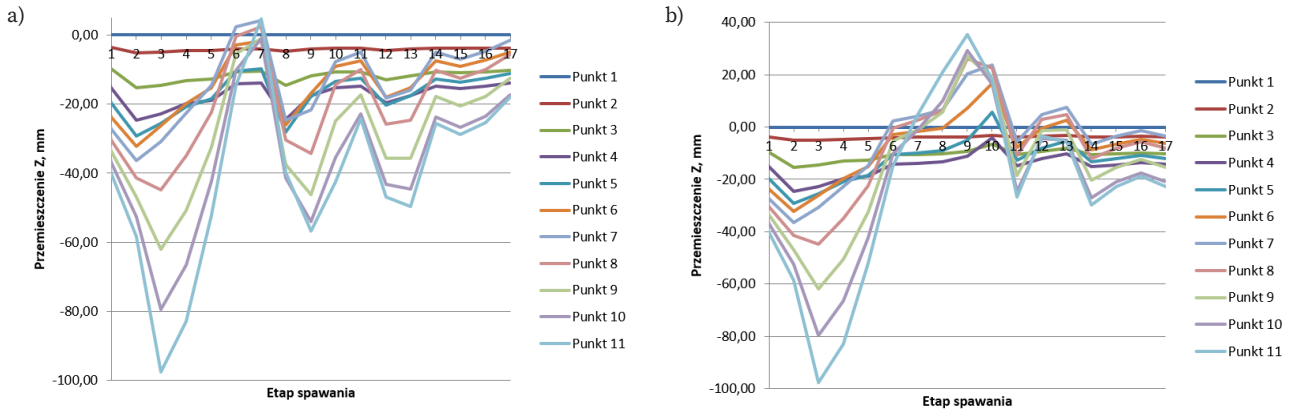 a)
0,00
-20,00
-40,00
-60,00
-80,00
-100,00
Przemieszczenie Z, mm
1 2 3 4 5 6 7 8 9 10 11 12 13 14 15 16 17
Etap spawania
Punkt 1
Punkt 2
Punkt 3
Punkt 4
Punkt 5
Punkt 6
Punkt 7
Punkt 8
Punkt 9
Punkt 10
Punkt 11
b)
40,00
20,00
0,00
-20,00
-40,00
-60,00
-80,00
-100,00
Przemieszczenie Z, mm
1 2 3 4 5 6 7 8 9 10 11 12 13 14 15 16 17
Etap spawania
Punkt 1
Punkt 2
Punkt 3
Punkt 4
Punkt 5
Punkt 6
Punkt 7
Punkt 8
Punkt 9
Punkt 10
Punkt 11